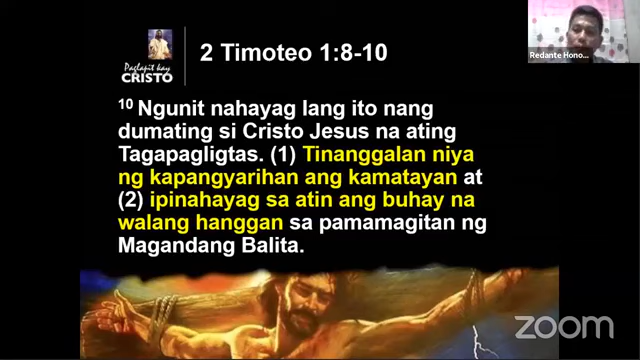 Paglapit kay
CRISTO
2 Timoteo 1:8-10
Redante Hono...
10 Ngunit nahayag lang ito nang
dumating si Cristo Jesus na ating
Tagapagligtas. (1) Tinanggalan niya
ng kapangyarihan ang kamatayan at
(2) ipinahayag sa atin ang buhay na
walang hanggan sa pamamagitan ng
Magandang Balita.
zoom